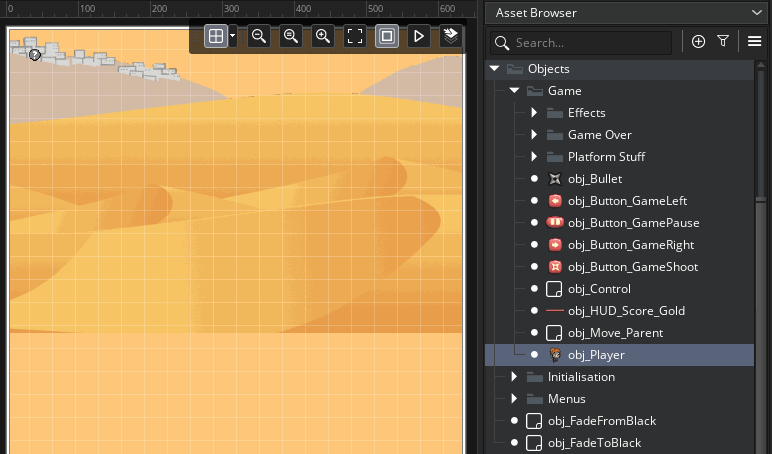 0 100 200 300 400 500 600
Asset Browser
Search...
Objects
Game
Effects
Game Over
Platform Stuff
obj_Bullet
obj_Button_GameLeft
obj_Button_GamePause
obj_Button_GameRight
obj_Button_GameShoot
obj_Control
obj_HUD_Score_Gold
obj_Move_Parent
obj_Player
Initialisation
Menus
obj_FadeFromBlack
obj_FadeToBlack